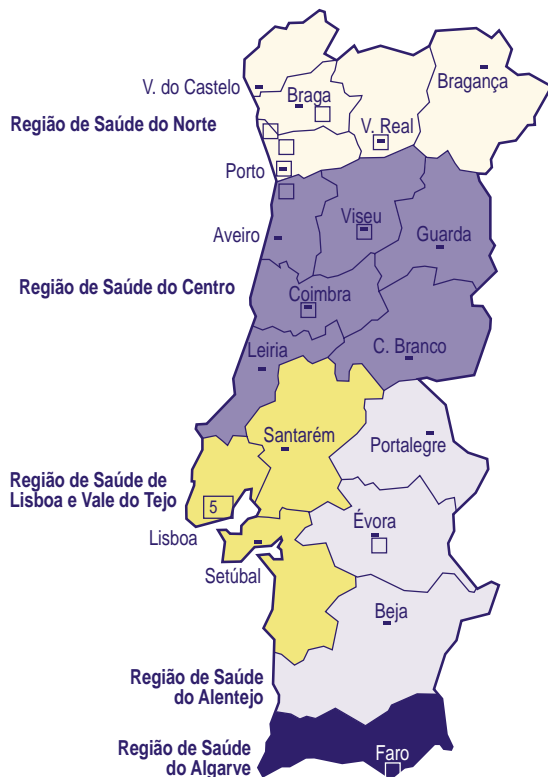 V. do Castelo
Braga
Bragança
Região de Saúde do Norte
V. Real
Porto
Viseu
Aveiro
Guarda
Região de Saúde do Centro
Coimbra
Leiria
C. Branco
Santarém
Portalegre
Região de Saúde de
Lisboa e Vale do Tejo
5
Lisboa
Évora
Setúbal
Beja
Região de Saúde
do Alentejo
Região de Saúde
do Algarve
Faro